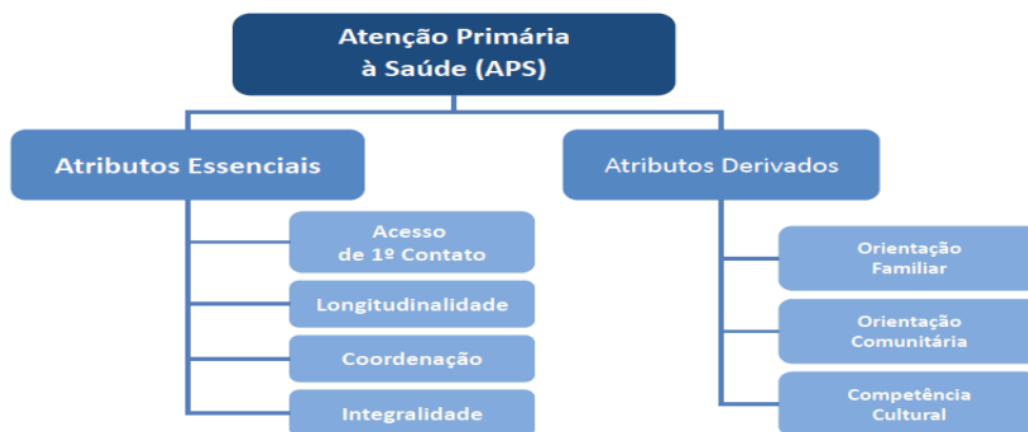 Atenção Primária
à Saúde (APS)
Atributos Essenciais
Acesso
de 1º Contato
Longitudinalidade
Coordenação
Integralidade
Atributos Derivados
Orientação
Familiar
Orientação
Comunitária
Competência
Cultural